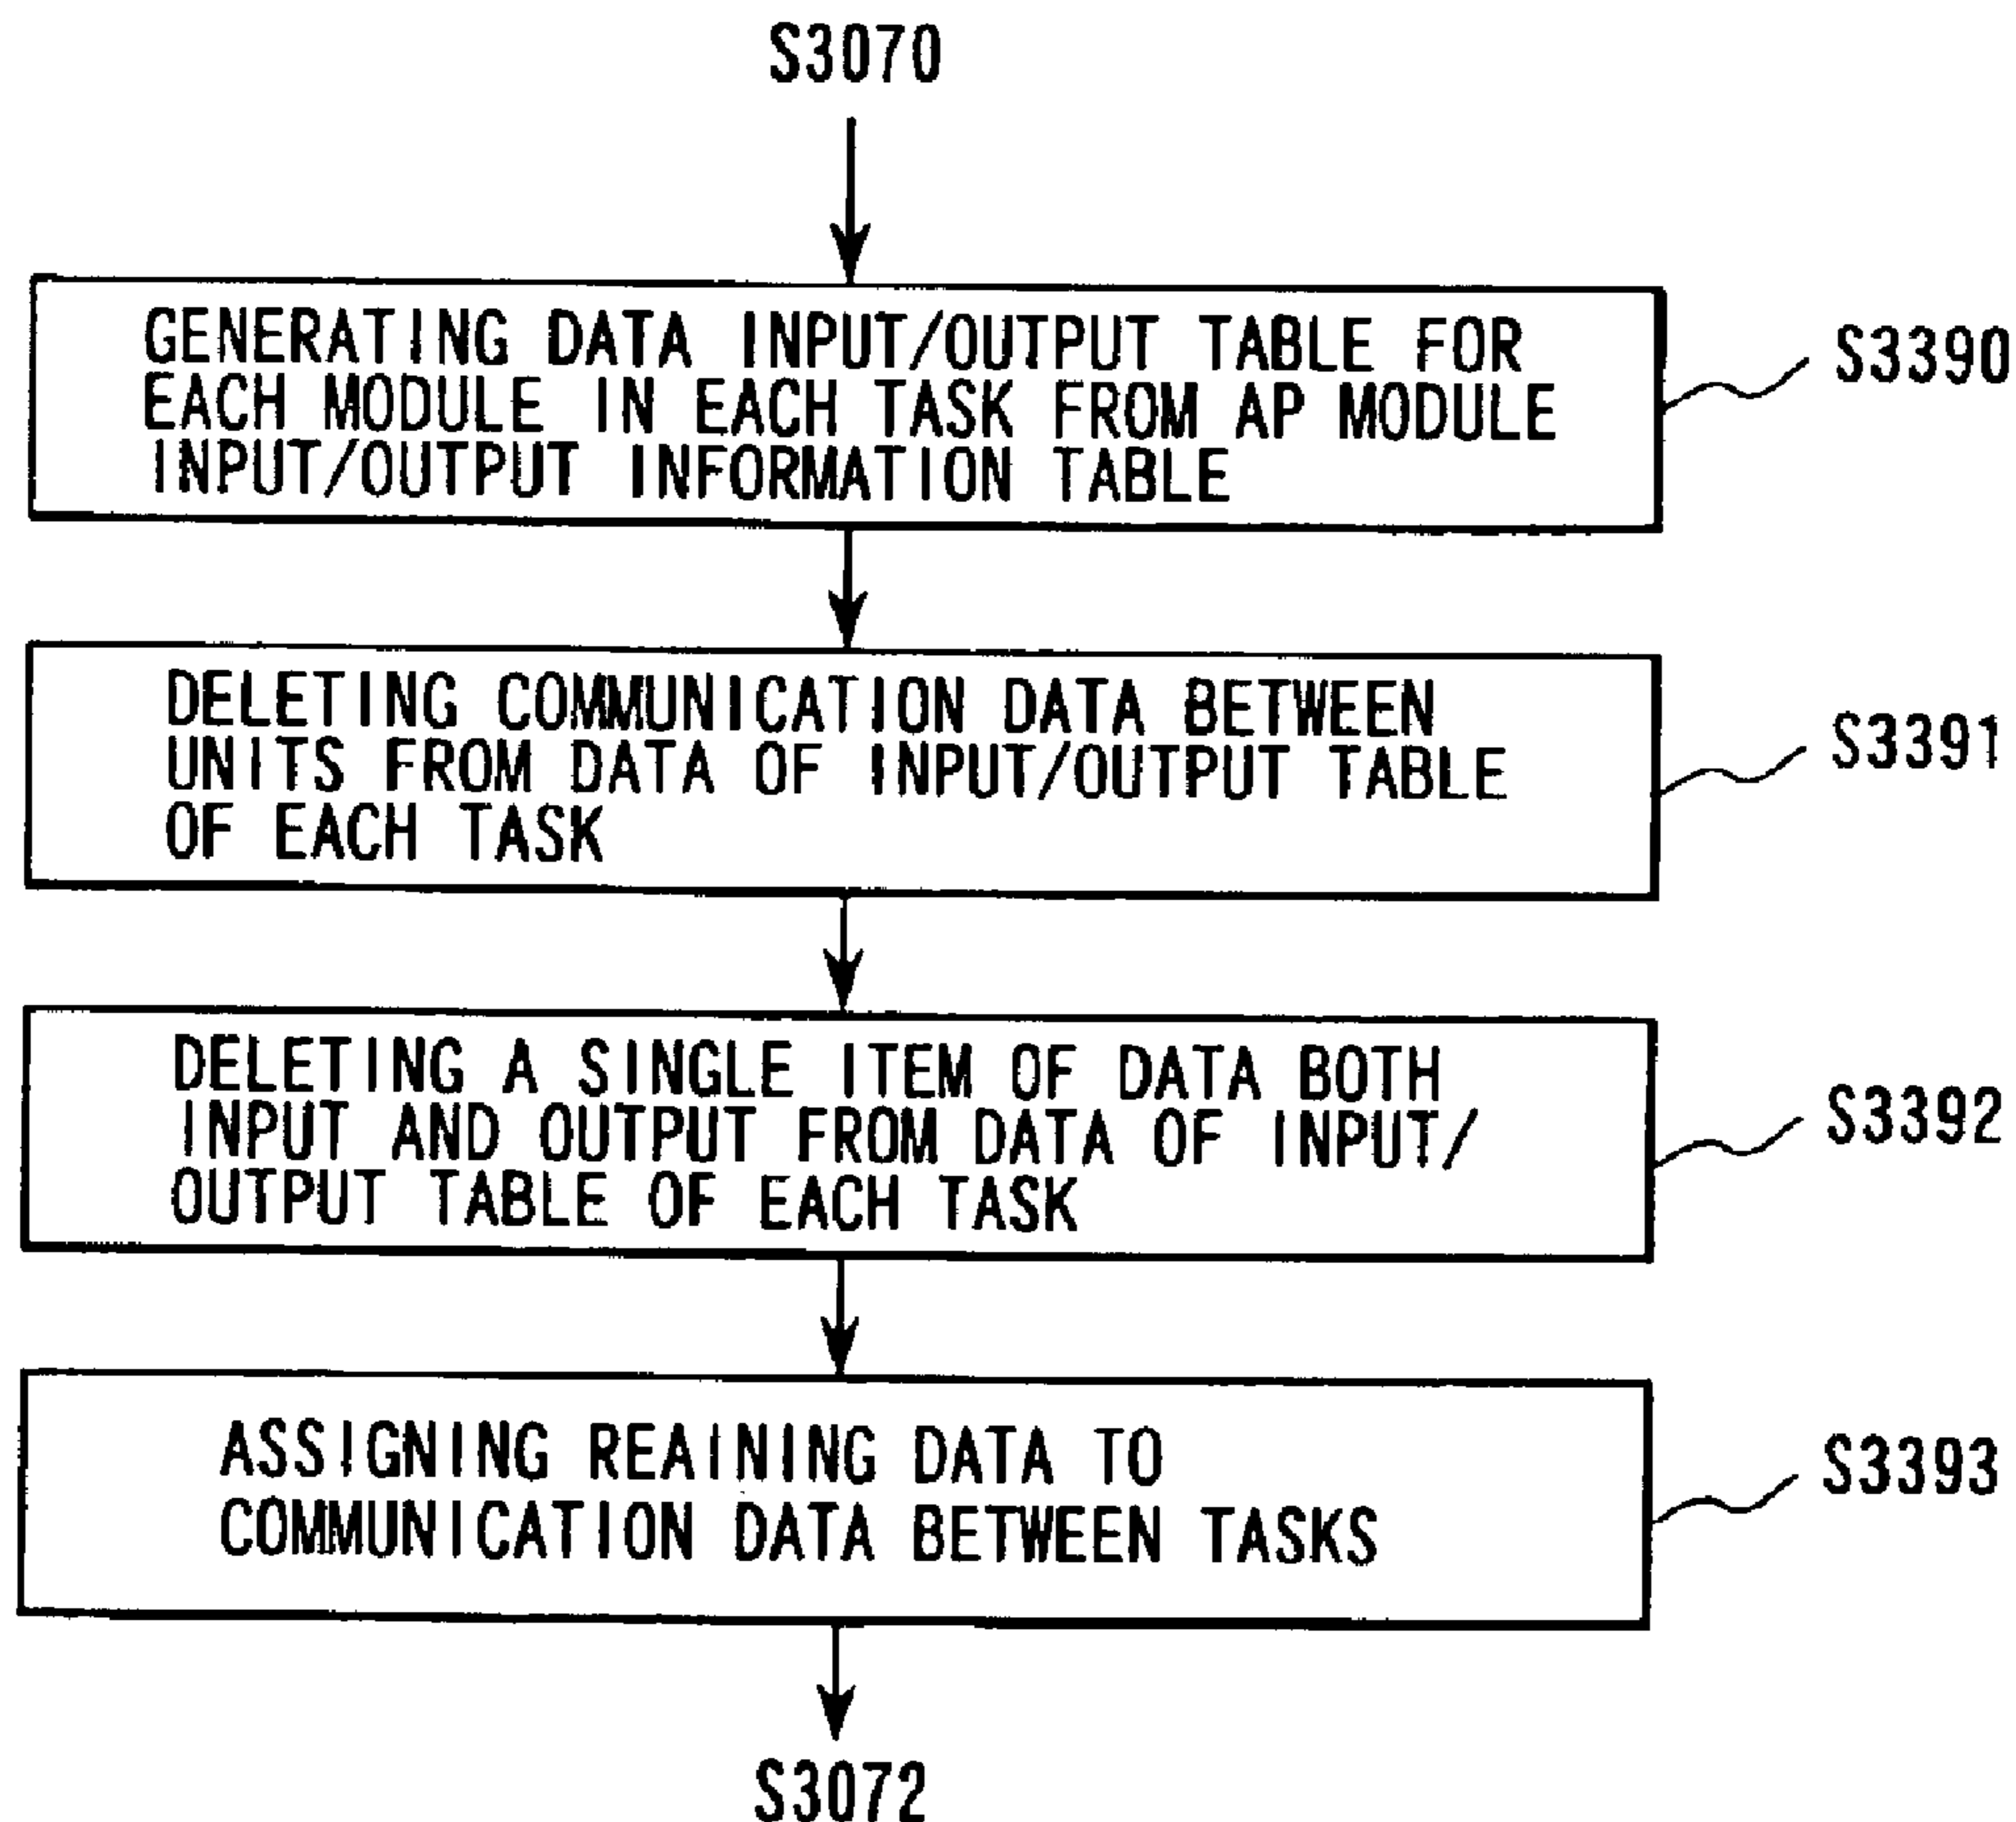 S3070
GENERATING DATA INPUT/OUTPUT TABLE FOR
EACH MODULE IN EACH TASK FROM AP MODULE
INPUT/OUTPUT INFORMATION TABLE
S3390
DELETING COMMUNICATION DATA BETWEEN
UNITS FROM DATA OF INPUT/OUTPUT TABLE
OF EACH TASK
S3391
DELETING A SINGLE ITEM OF DATA BOTH
INPUT AND OUTPUT FROM DATA OF INPUT/
OUTPUT TABLE OF EACH TASK
S3392
ASSIGNING REAINING DATA TO
COMMUNICATION DATA BETWEEN TASKS
S3393
S3072